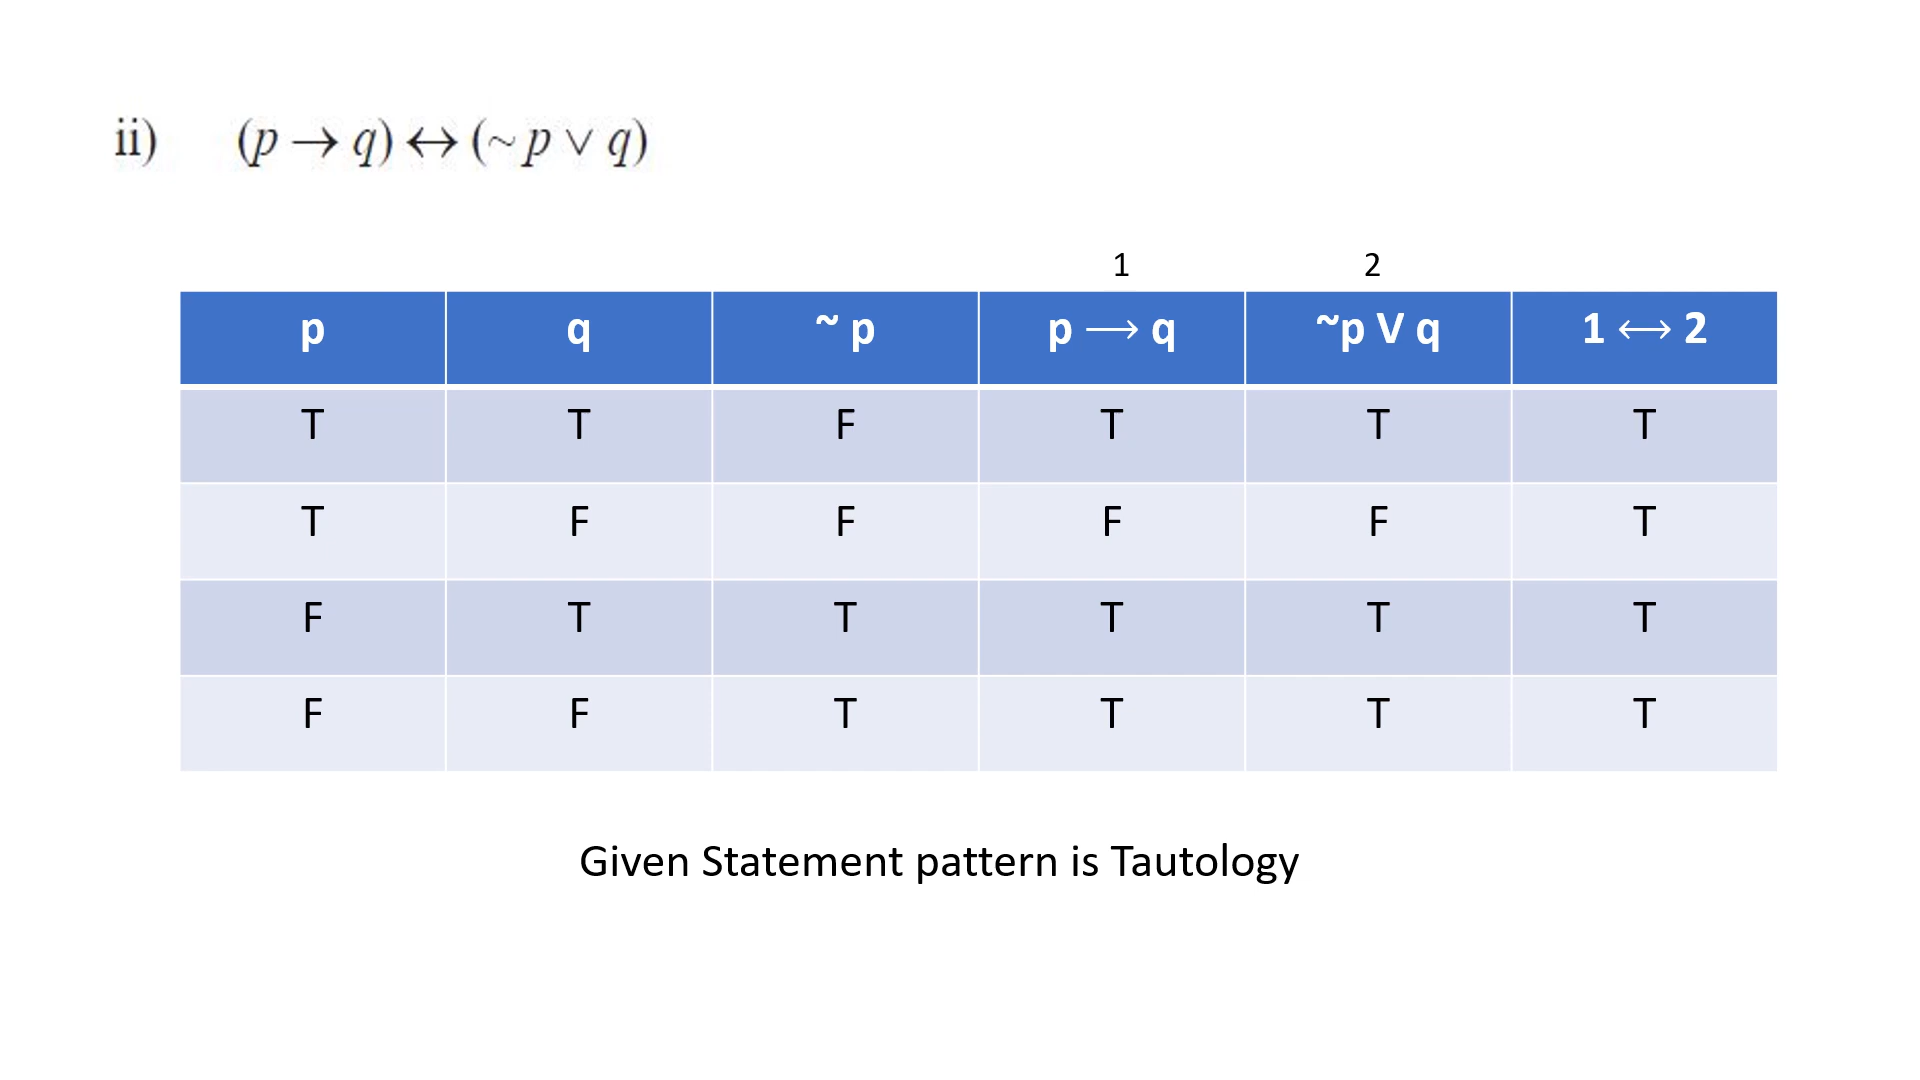 ii) (p → q) ↔ (~ p ∨ q)
1 2
p q ~ p p ⟶ q ~p V q 1 ⟷ 2
T T F T T T
T F F F F T
F T T T T T
F F T T T T
Given Statement pattern is Tautology